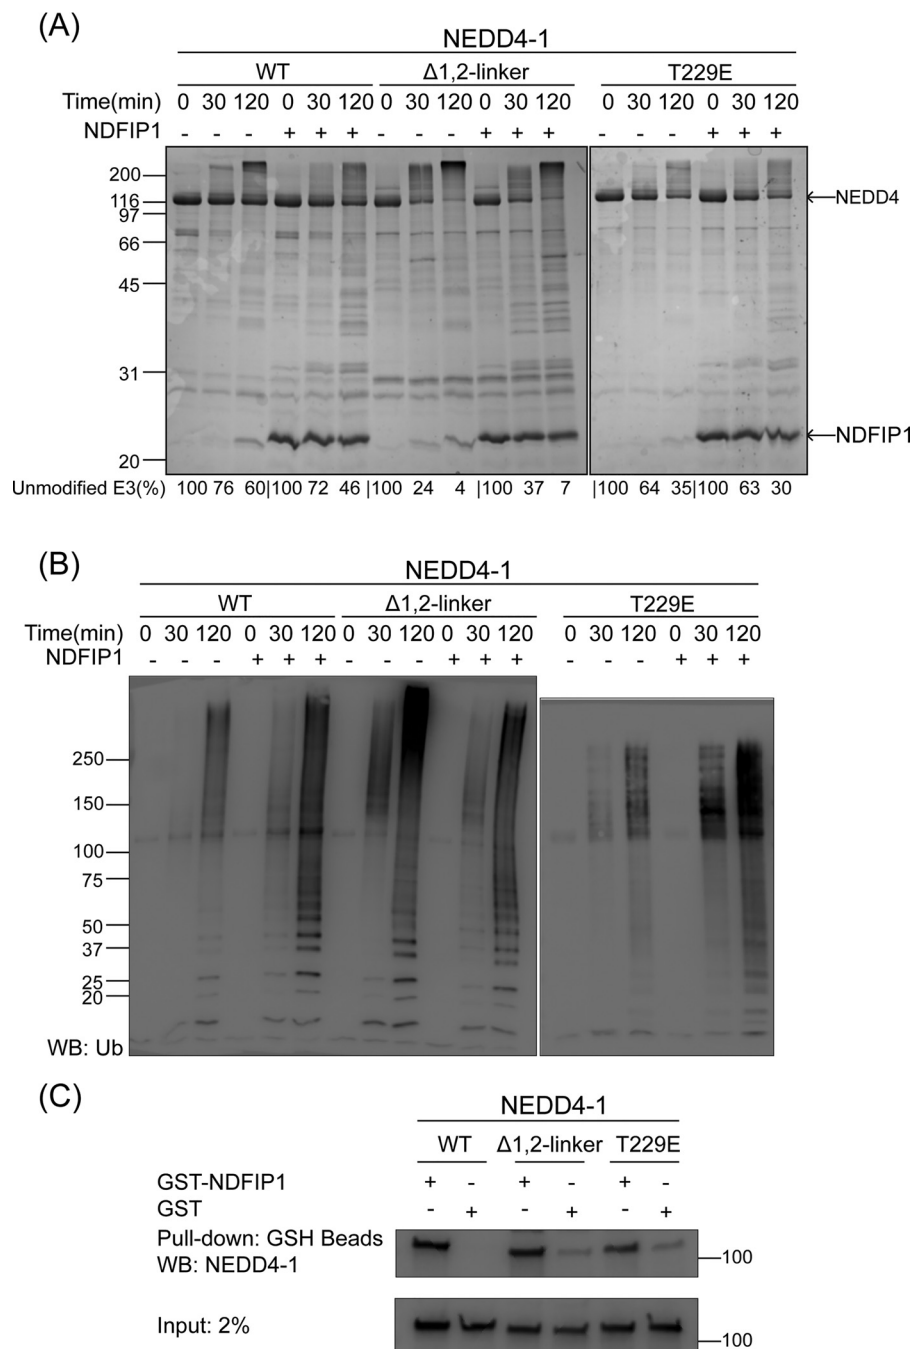 (A)
NEDD4-1
WT Δ1,2-linker T229E
Time(min) 0 30 120 0 30 120 0 30 120 0 30 120 0 30 120 0 30 120
NDFIP1 - - - + + + - - - + + + - - - + + +
200
116
97
66
45
31
20
NEDD4
NDFIP1
Unmodified E3(%) 100 76 60|100 72 46 |100 24 4 |100 37 7 |100 64 35|100 63 30
(B)
NEDD4-1
WT Δ1,2-linker T229E
Time(min) 0 30 120 0 30 120 0 30 120 0 30 120 0 30 120 0 30 120
NDFIP1 - - - + + + - - - + + + - - - + + +
250
150
100
75
50
37
25
20
WB: Ub
(C)
NEDD4-1
WT Δ1,2-linker T229E
GST-NDFIP1 + - + - + -
GST - + - + - +
Pull-down: GSH Beads
WB: NEDD4-1
100
Input: 2%
100